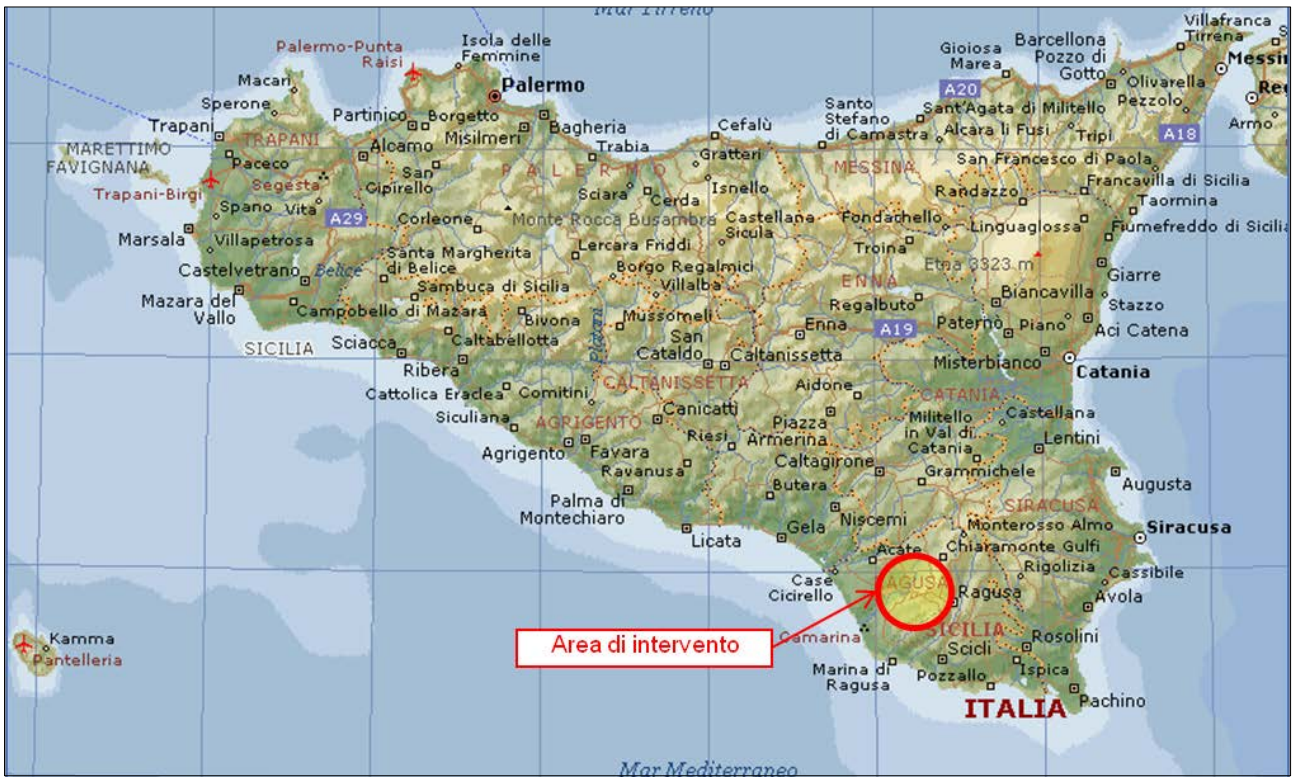 Mar Tirreno
Villafranca
Tirrena
Isola delle
Femmine
Palermo-Punta
Raisi
Barcellona
Pozzo di
Gotto
Gioiosa
Marea
Messin
Macari
Palermo
A20
Olivarella
Reg
Sperone
Partinico
Borgetto
Santo
Stefano
di Camastra
Sant'Agata di Militello
Pezzolo
Armo
Trapani
TRAPANI
Misilmeri
Bagheria
Cefalù
Alcara li Fusi
Tripi
A18
MARETTIMO
FAVIGNANA
Paceco
Alcamo
Trabia
Gratteri
MESSINA
San Francesco di Paola
Segesta
San
Cipirello
PALERMO
Trapani-Birgi
Sciara
Cerda
Isnello
Randazzo
Francavilla di Sicilia
Spano
Vita
A29
Corleone
Monte Rocca Busambra
Castellana
Sicula
Fondachello
Linguaglossa
Taormina
Marsala
Villapetrosa
Santa Margherita
di Belice
Lercara Friddi
Troina
Fiumefreddo di Sicilia
Castelvetrano
Belice
Borgo Regalmici
Etna 3323 m
Giarre
Sambuca di Sicilia
Villalba
ENNA
Biancavilla
Mazara del
Vallo
Campobello di Mazara
Bivona
Mussomeli
Regalbuto
Stazzo
SICILIA
Sciacca
Caltabellotta
Platani
San
Cataldo
Enna
A19
Paternò
Piano
Aci Catena
Ribera
Caltanissetta
Misterbianco
Catania
Cattolica Eraclea
Comitini
CALTANISSETTA
Aidone
CATANIA
Siculiana
AGRIGENTO
Canicattì
Piazza
Armerina
Militello
in Val di
Catania
Castellana
Agrigento
Favara
Riesi
Lentini
Ravanusa
Caltagirone
Grammichele
Augusta
Palma di
Montechiaro
Butera
SIRACUSA
Licata
Gela
Niscemi
Monterosso Almo
Siracusa
Acate
Chiaramonte Gulfi
Case
Cicirello
AGUSA
Ragusa
Rigolizia
Cassibile
Avola
Kamma
Pantelleria
Area di intervento
Camarina
SICILIA
Rosolini
Scicli
Marina di
Ragusa
Pozzallo
Ispica
ITALIA
Pachino
Mar Mediterraneo